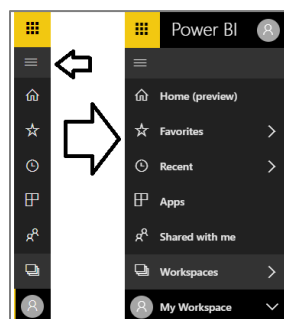 Power BI
Home (preview)
Favorites
Recent
Apps
Shared with me
Workspaces
My Workspace